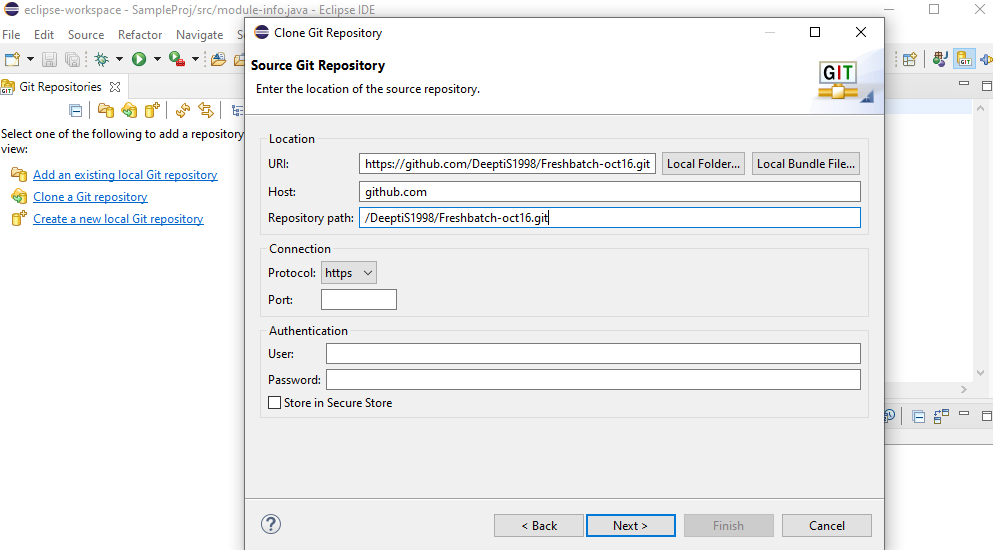 eclipse-workspace - SampleProj/src/module-info.java - Eclipse IDE
File Edit Source Refactor Navigate
Git Repositories
Select one of the following to add a repository
view:
Add an existing local Git repository
Clone a Git repository
Create a new local Git repository
Clone Git Repository
Source Git Repository
Enter the location of the source repository.
GIT
Location
URI: https://github.com/DeeptiS1998/Freshbatch-oct16.git Local Folder... Local Bundle File...
Host: github.com
Repository path: /DeeptiS1998/Freshbatch-oct16.git
Connection
Protocol: https
Port:
Authentication
User:
Password:
Store in Secure Store
< Back Next > Finish Cancel